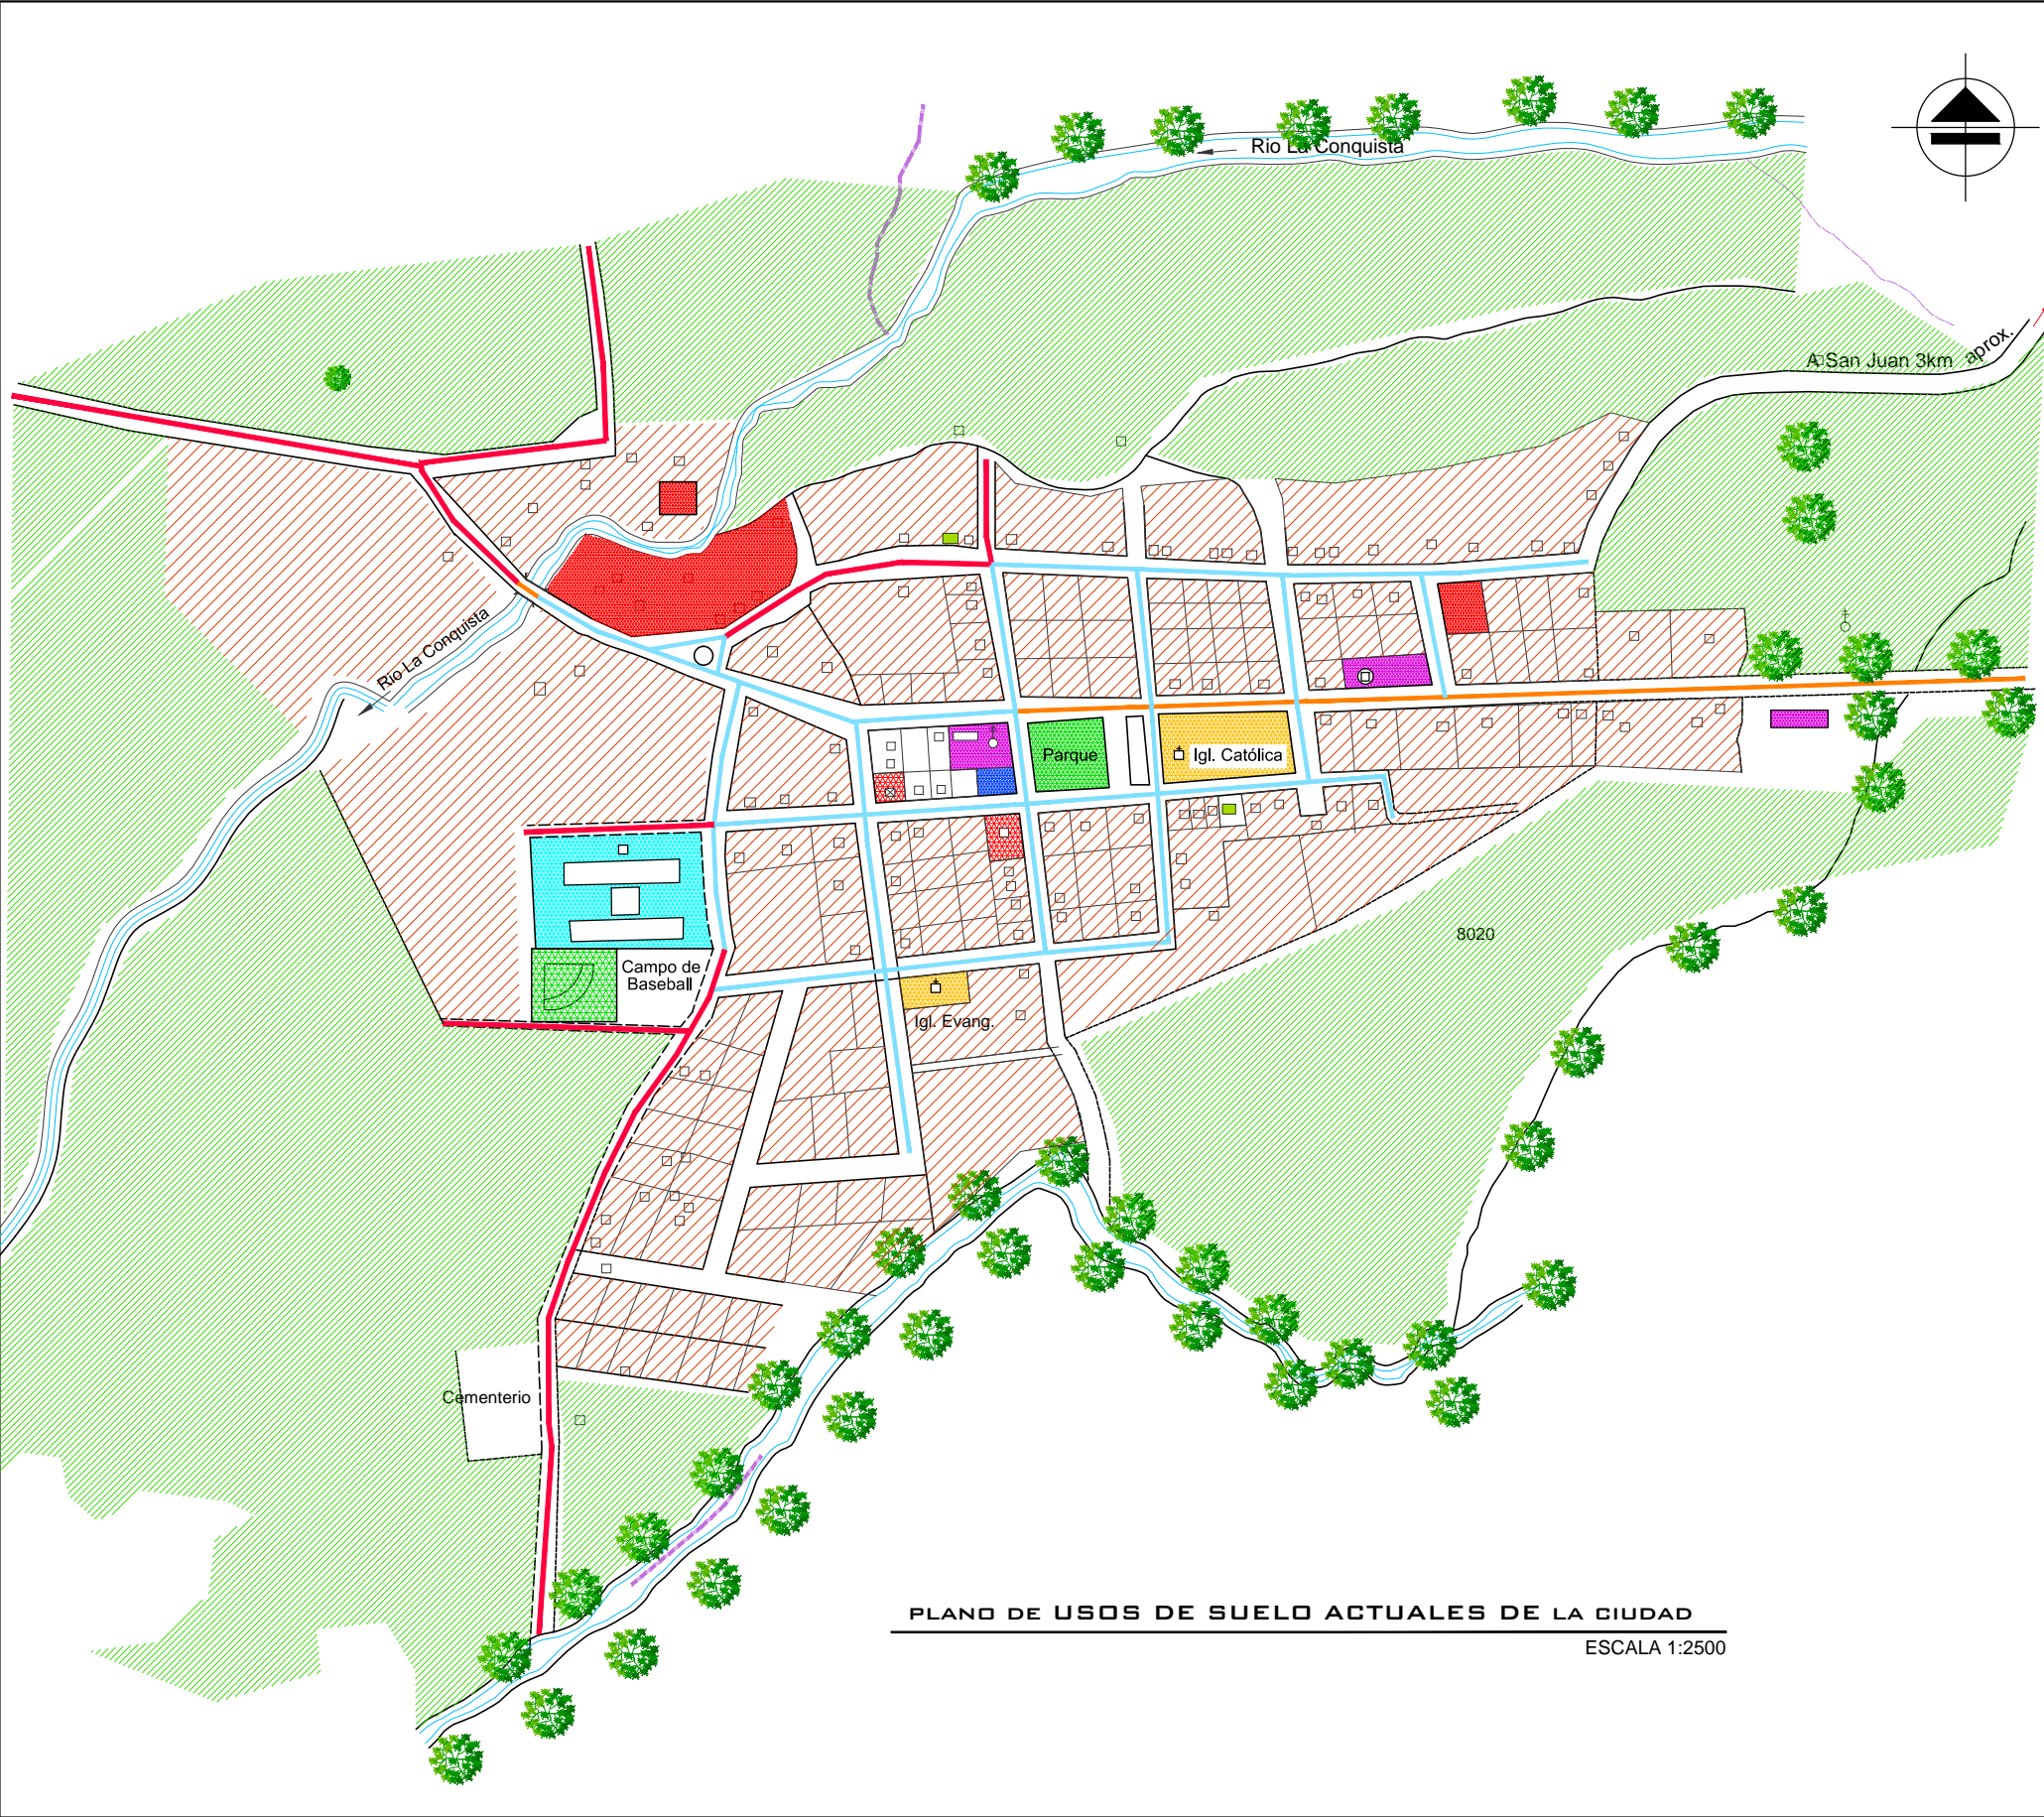 Rio La Conquista
A San Juan 3km aprox.
Rio La Conquista
Parque
Igl. Católica
8020
Campo de
Baseball
Igl. Evang.
Cementerio
PLANO DE USOS DE SUELO ACTUALES DE LA CIUDAD
ESCALA 1:2500